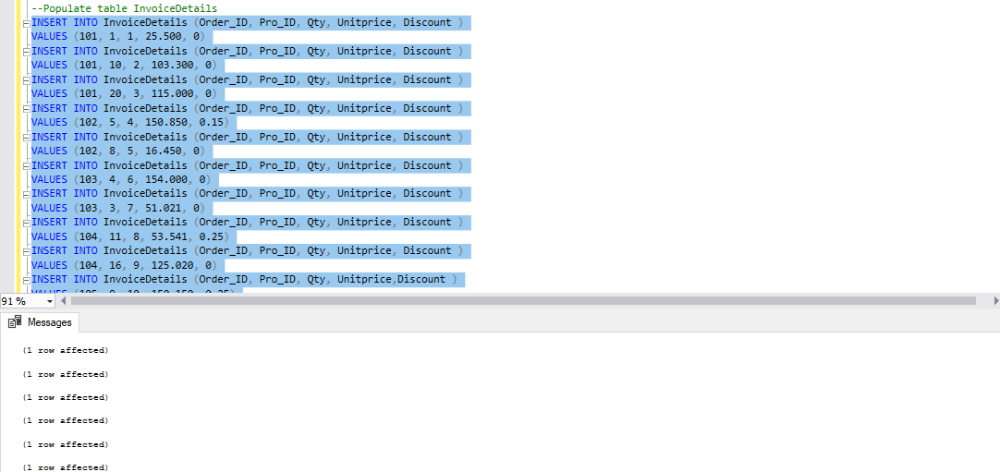 --Populate table InvoiceDetails
INSERT INTO InvoiceDetails (Order_ID, Pro_ID, Qty, Unitprice, Discount )
VALUES (101, 1, 1, 25.500, 0)
INSERT INTO InvoiceDetails (Order_ID, Pro_ID, Qty, Unitprice, Discount )
VALUES (101, 10, 2, 103.300, 0)
INSERT INTO InvoiceDetails (Order_ID, Pro_ID, Qty, Unitprice, Discount )
VALUES (101, 20, 3, 115.000, 0)
INSERT INTO InvoiceDetails (Order_ID, Pro_ID, Qty, Unitprice, Discount )
VALUES (102, 5, 4, 150.850, 0.15)
INSERT INTO InvoiceDetails (Order_ID, Pro_ID, Qty, Unitprice, Discount )
VALUES (102, 8, 5, 16.450, 0)
INSERT INTO InvoiceDetails (Order_ID, Pro_ID, Qty, Unitprice, Discount )
VALUES (103, 4, 6, 154.000, 0)
INSERT INTO InvoiceDetails (Order_ID, Pro_ID, Qty, Unitprice, Discount )
VALUES (103, 3, 7, 51.021, 0)
INSERT INTO InvoiceDetails (Order_ID, Pro_ID, Qty, Unitprice, Discount )
VALUES (104, 11, 8, 53.541, 0.25)
INSERT INTO InvoiceDetails (Order_ID, Pro_ID, Qty, Unitprice, Discount )
VALUES (104, 16, 9, 125.020, 0)
INSERT INTO InvoiceDetails (Order_ID, Pro_ID, Qty, Unitprice,Discount )
91 %
Messages
(1 row affected)
(1 row affected)
(1 row affected)
(1 row affected)
(1 row affected)
(1 row affected)